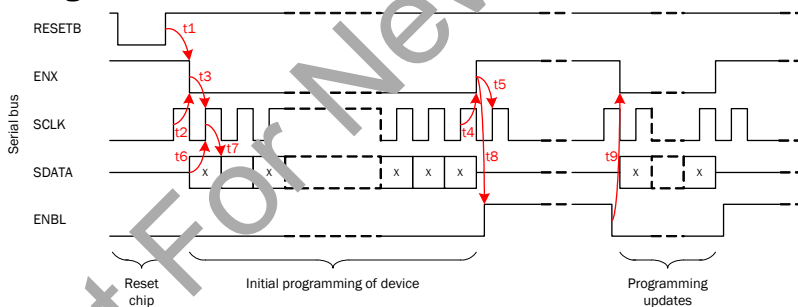 RESETB
t1
ENX
t3
t5
Serial bus
SCLK
t2
t4
t6
t7
t8
t9
SDATA
x
x
x
x
x
x
x
ENBL
Reset
chip
Initial programming of device
Programming
updates
t For New